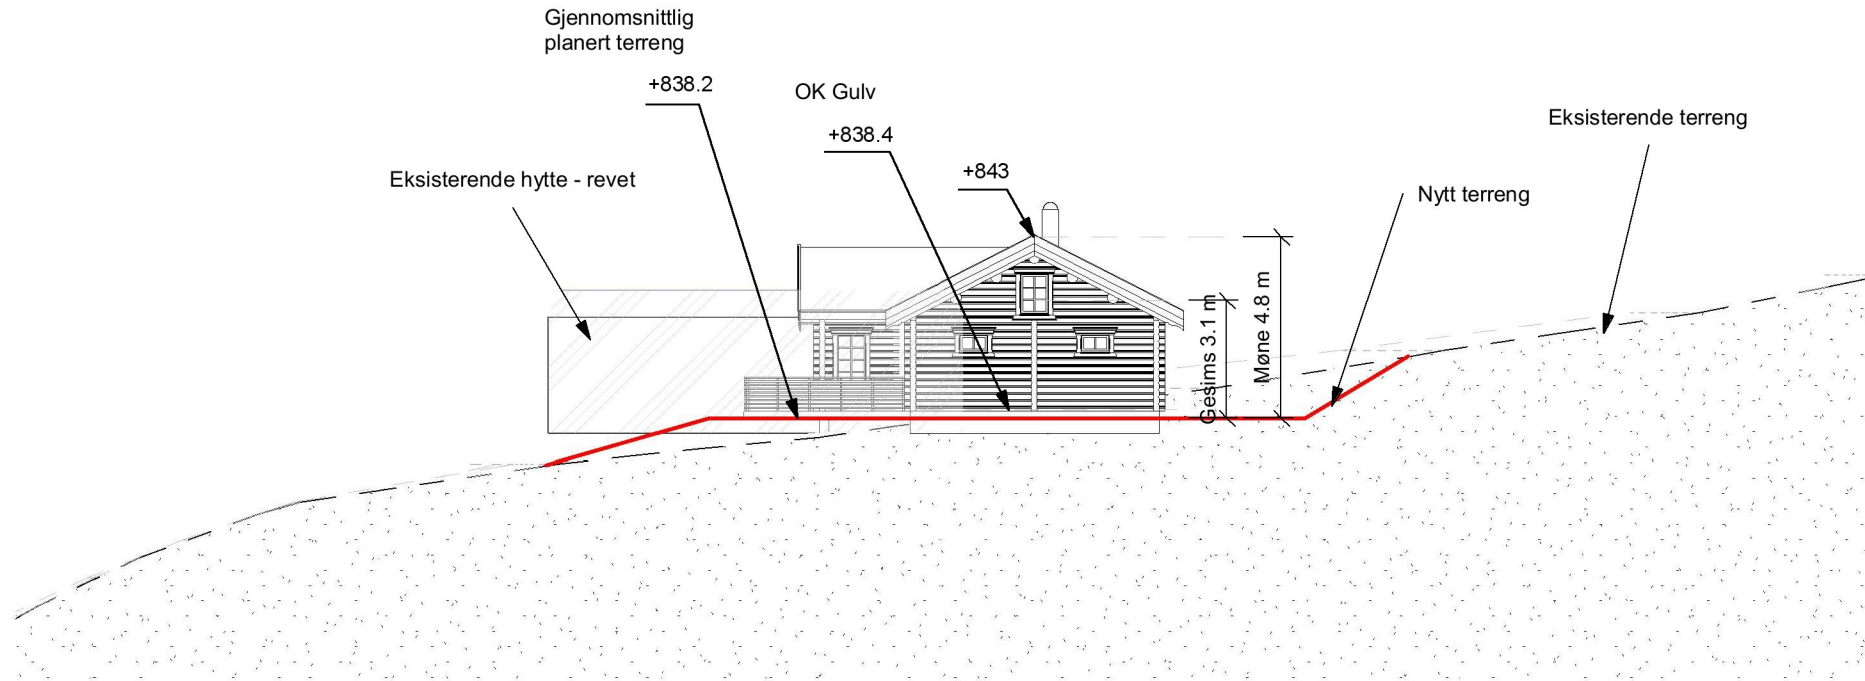 Gjennomsnittlig
planert terreng
+838.2
OK Gulv
+838.4
Eksisterende terreng
+843
Eksisterende hytte - revet
Nytt terreng
Gesims 3.1 m
Møne 4.8 m